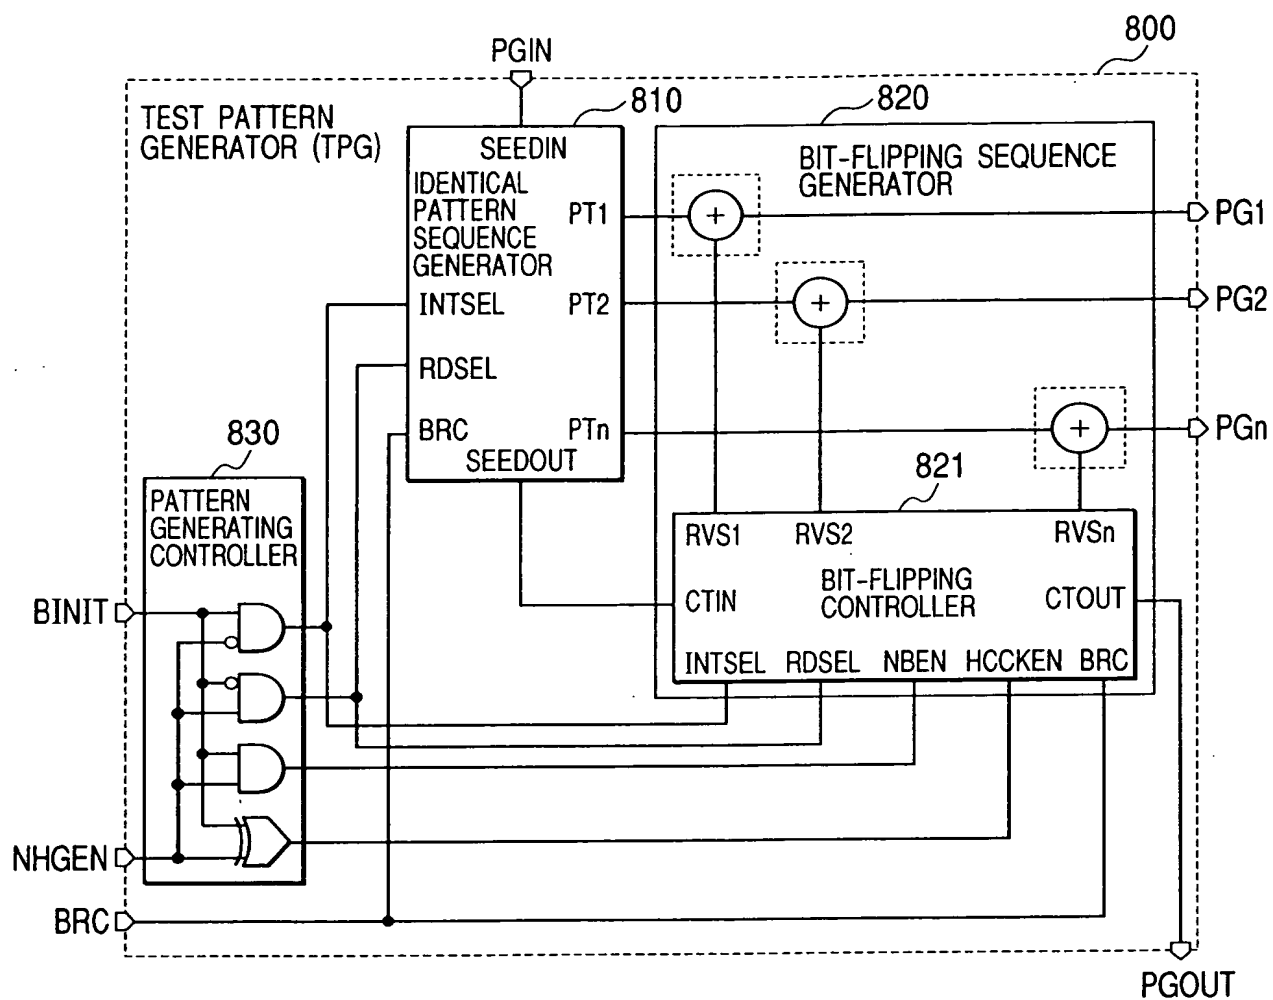 800
PGIN
TEST PATTERN
GENERATOR (TPG)
810
820
SEEDIN
IDENTICAL
PATTERN
SEQUENCE
GENERATOR
PT1
BIT-FLIPPING SEQUENCE
GENERATOR
+
PG1
INTSEL
PT2
+
PG2
RDSEL
BRC
PTn
+
PGn
SEEDOUT
830
821
PATTERN
GENERATING
CONTROLLER
RVS1
RVS2
RVSn
BIT-FLIPPING
CONTROLLER
CTIN
CTOUT
BINIT
INTSEL
RDSEL
NBEN
HCCKEN
BRC
NHGEN
BRC
PGOUT